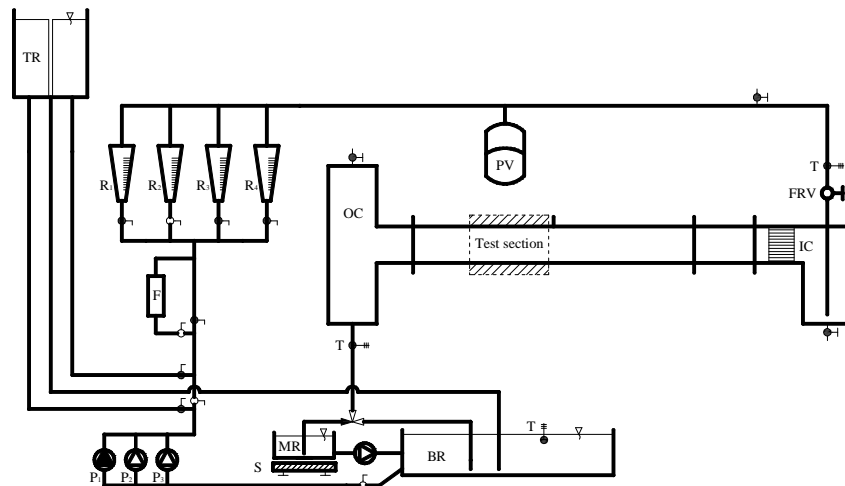 TR
R₁ R₂ R₃ R₄
PV
T
FRV
OC
Test section
IC
F
T
T
MR
S
BR
P₁ P₂ P₃